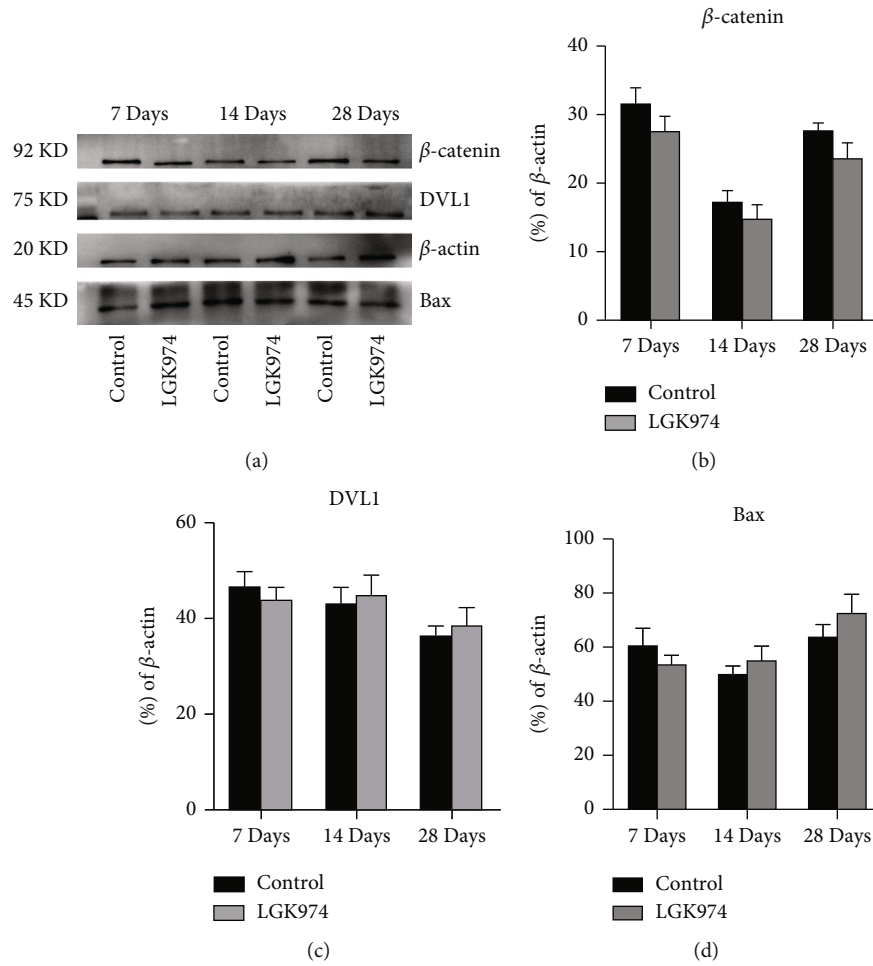 7 Days 14 Days 28 Days
92 KD β-catenin
75 KD DVL1
20 KD β-actin
45 KD Bax
Control
LGK974
Control
LGK974
Control
LGK974
(a)
β-catenin
(%) of β-actin
40
30
20
10
0
7 Days 14 Days 28 Days
Control
LGK974
(b)
DVL1
(%) of β-actin
60
40
20
0
7 Days 14 Days 28 Days
Control
LGK974
(c)
Bax
(%) of β-actin
100
80
60
40
20
0
7 Days 14 Days 28 Days
Control
LGK974
(d)